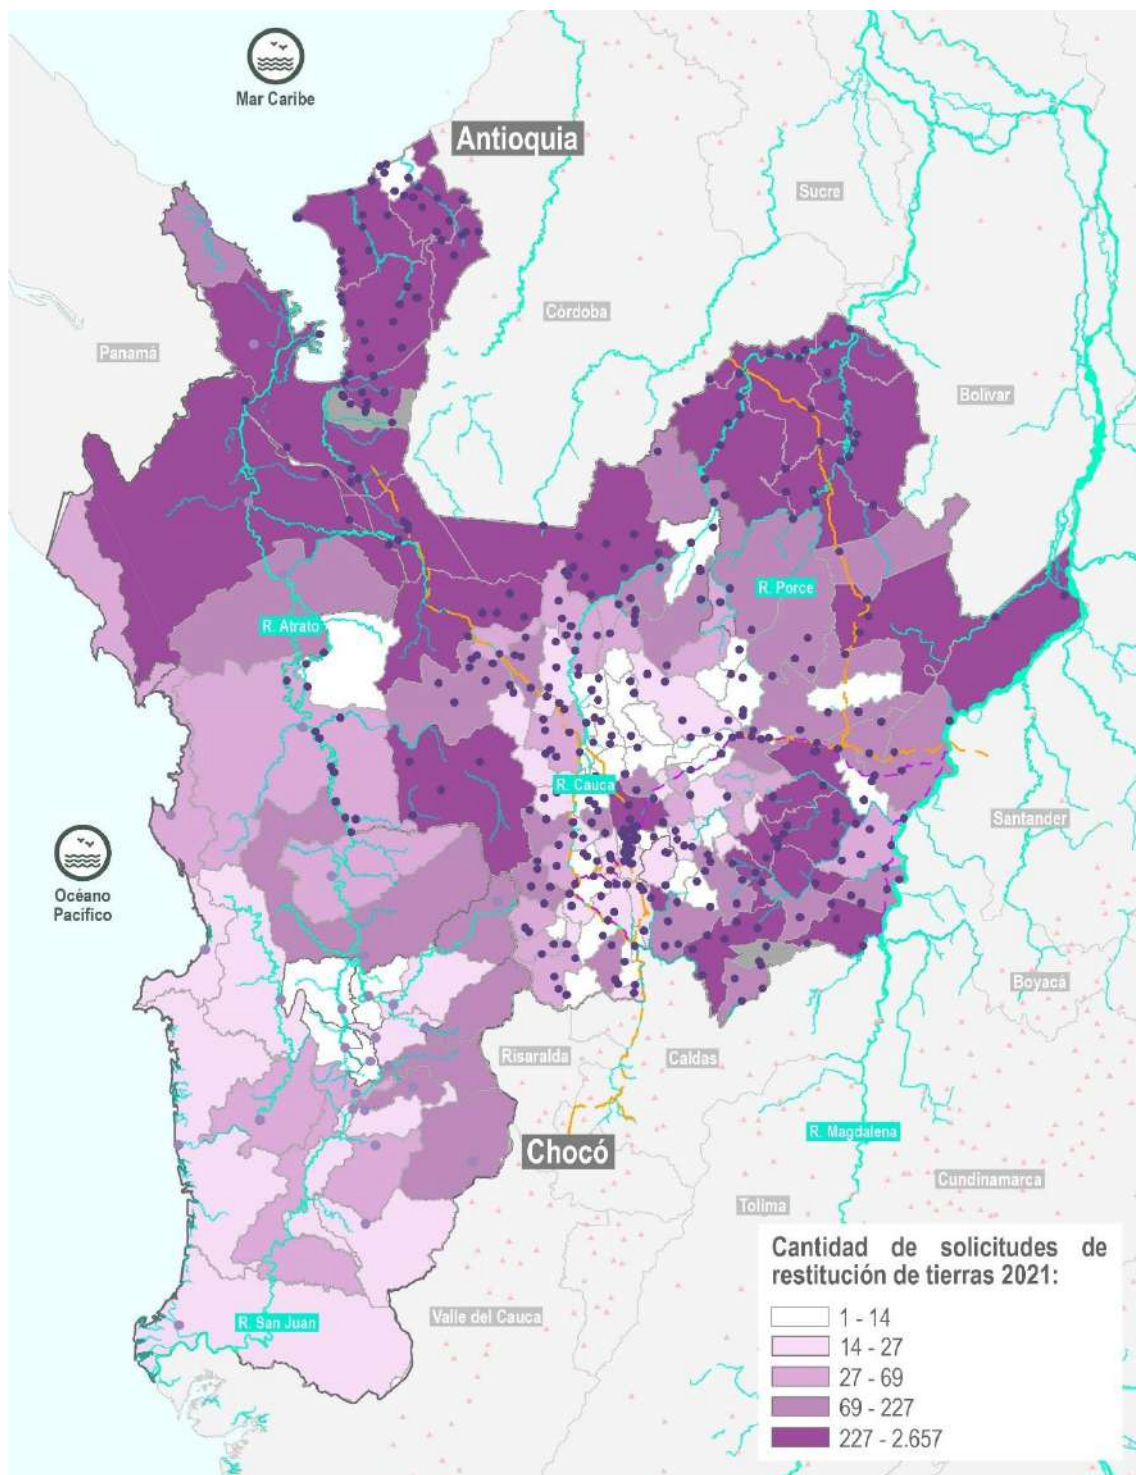 Mar Caribe
Antioquia
Sucre
Córdoba
Panamá
Bolívar
R. Porce
R. Atrato
R. Cauca
Santander
Océano
Pacífico
Boyacá
Risaralda
Caldas
R. Magdalena
Chocó
Cundinamarca
Tolima
Cantidad de solicitudes de
restitución de tierras 2021:
1 - 14
14 - 27
27 - 69
69 - 227
227 - 2.657
Valle del Cauca
R. San Juan